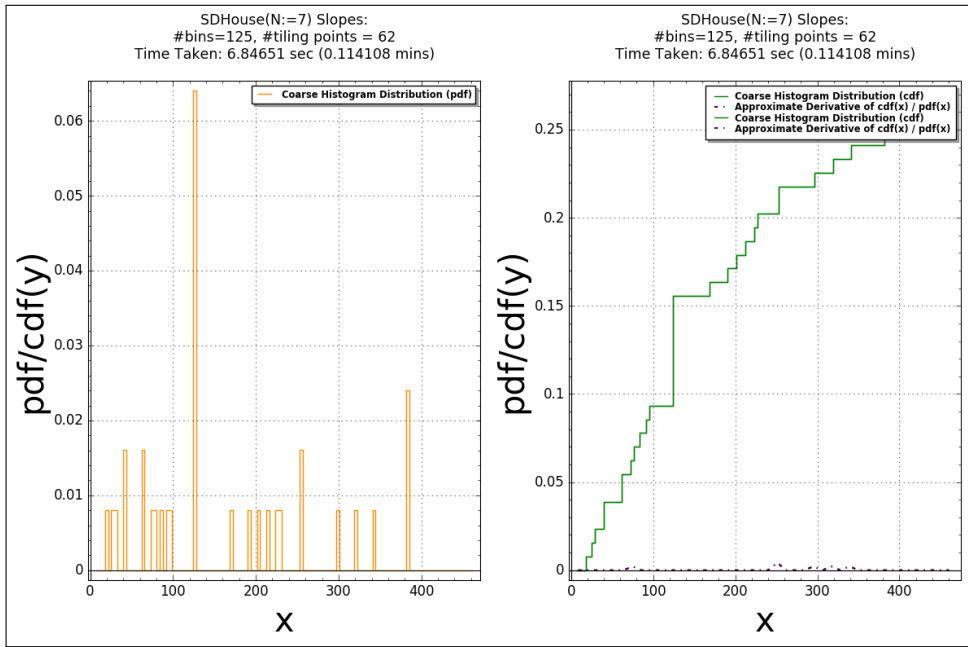 SDHouse(N:=7) Slopes:
#bins=125, #tiling points = 62
Time Taken: 6.84651 sec (0.114108 mins)
Coarse Histogram Distribution (pdf)
pdf/cdf(y)
0.06
0.05
0.04
0.03
0.02
0.01
0
0
100
200
300
400
x
SDHouse(N:=7) Slopes:
#bins=125, #tiling points = 62
Time Taken: 6.84651 sec (0.114108 mins)
Coarse Histogram Distribution (cdf)
Approximate Derivative of cdf(x) / pdf(x)
Coarse Histogram Distribution (cdf)
Approximate Derivative of cdf(x) / pdf(x)
pdf/cdf(y)
0.25
0.2
0.15
0.1
0.05
0
0
100
200
300
400
x